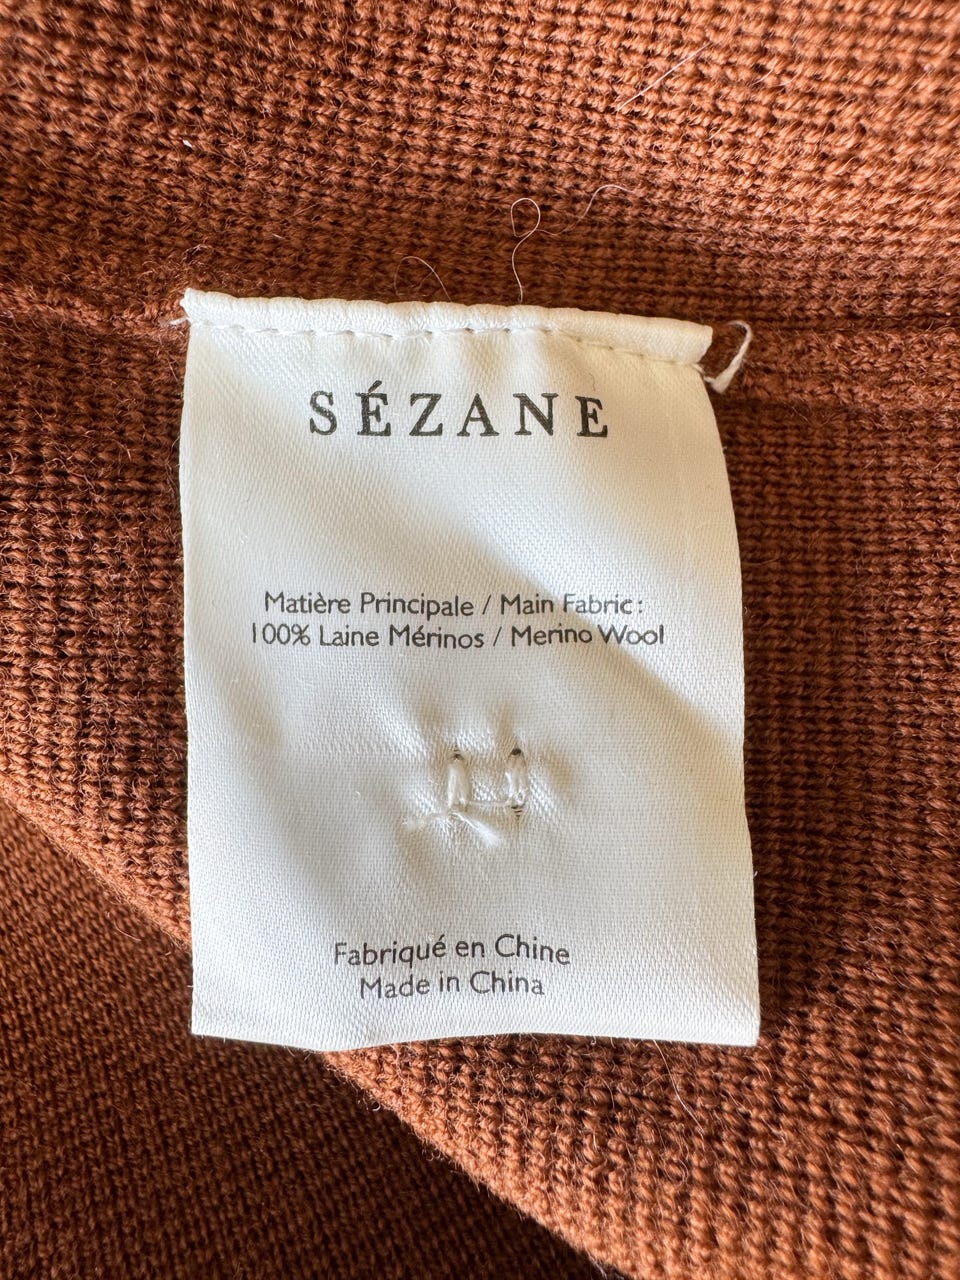 SÉZANE
Matière Principale / Main Fabric :
100% Laine Mérinos / Merino Wool
Fabriqué en Chine
Made in China